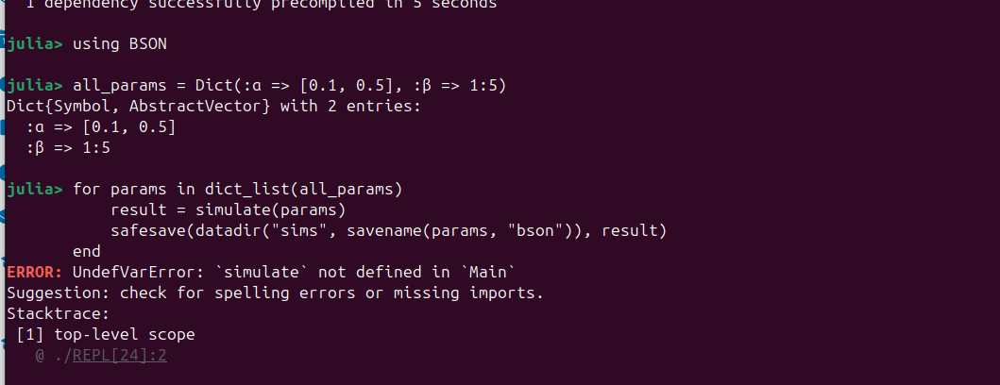 1 dependency successfully precompiled in 5 seconds
julia> using BSON
julia> all_params = Dict(:α => [0.1, 0.5], :β => 1:5)
Dict{Symbol, AbstractVector} with 2 entries:
  :α => [0.1, 0.5]
  :β => 1:5
julia> for params in dict_list(all_params)
           result = simulate(params)
           safesave(datadir("sims", savename(params, "bson")), result)
       end
ERROR: UndefVarError: `simulate` not defined in `Main`
Suggestion: check for spelling errors or missing imports.
Stacktrace:
 [1] top-level scope
   @ ./REPL[24]:2